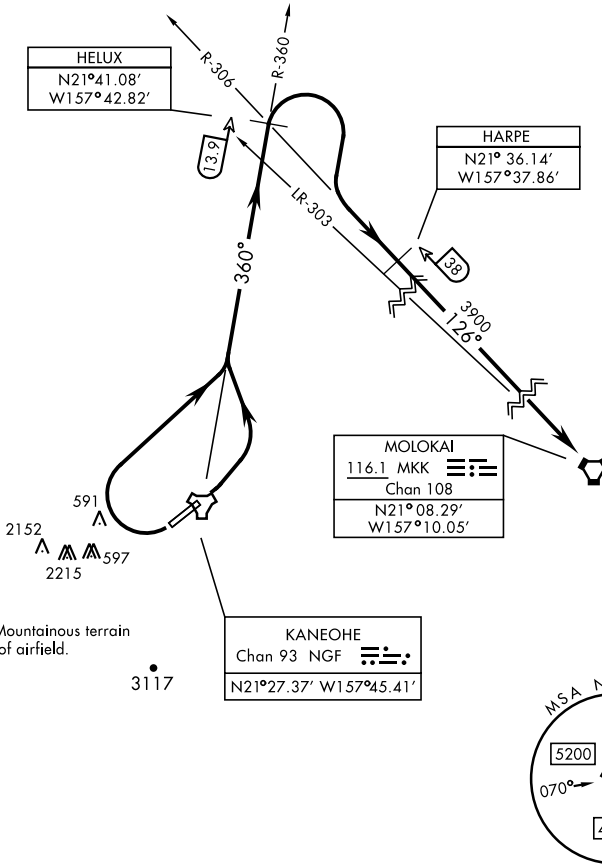 HELUX
N21°41.08'
W157°42.82'
R-306
R-360
13.9
HARPE
N21° 36.14'
W157°37.86'
LR-303
38
360°
3900
126°
MOLOKAI
116.1 MKK
Chan 108
N21° 08.29'
W157°10.05'
591
2152
2215
597
Mountainous terrain
of airfield.
3117
KANEOHE
Chan 93 NGF
N21°27.37' W157°45.41'
MSA
5200
070°